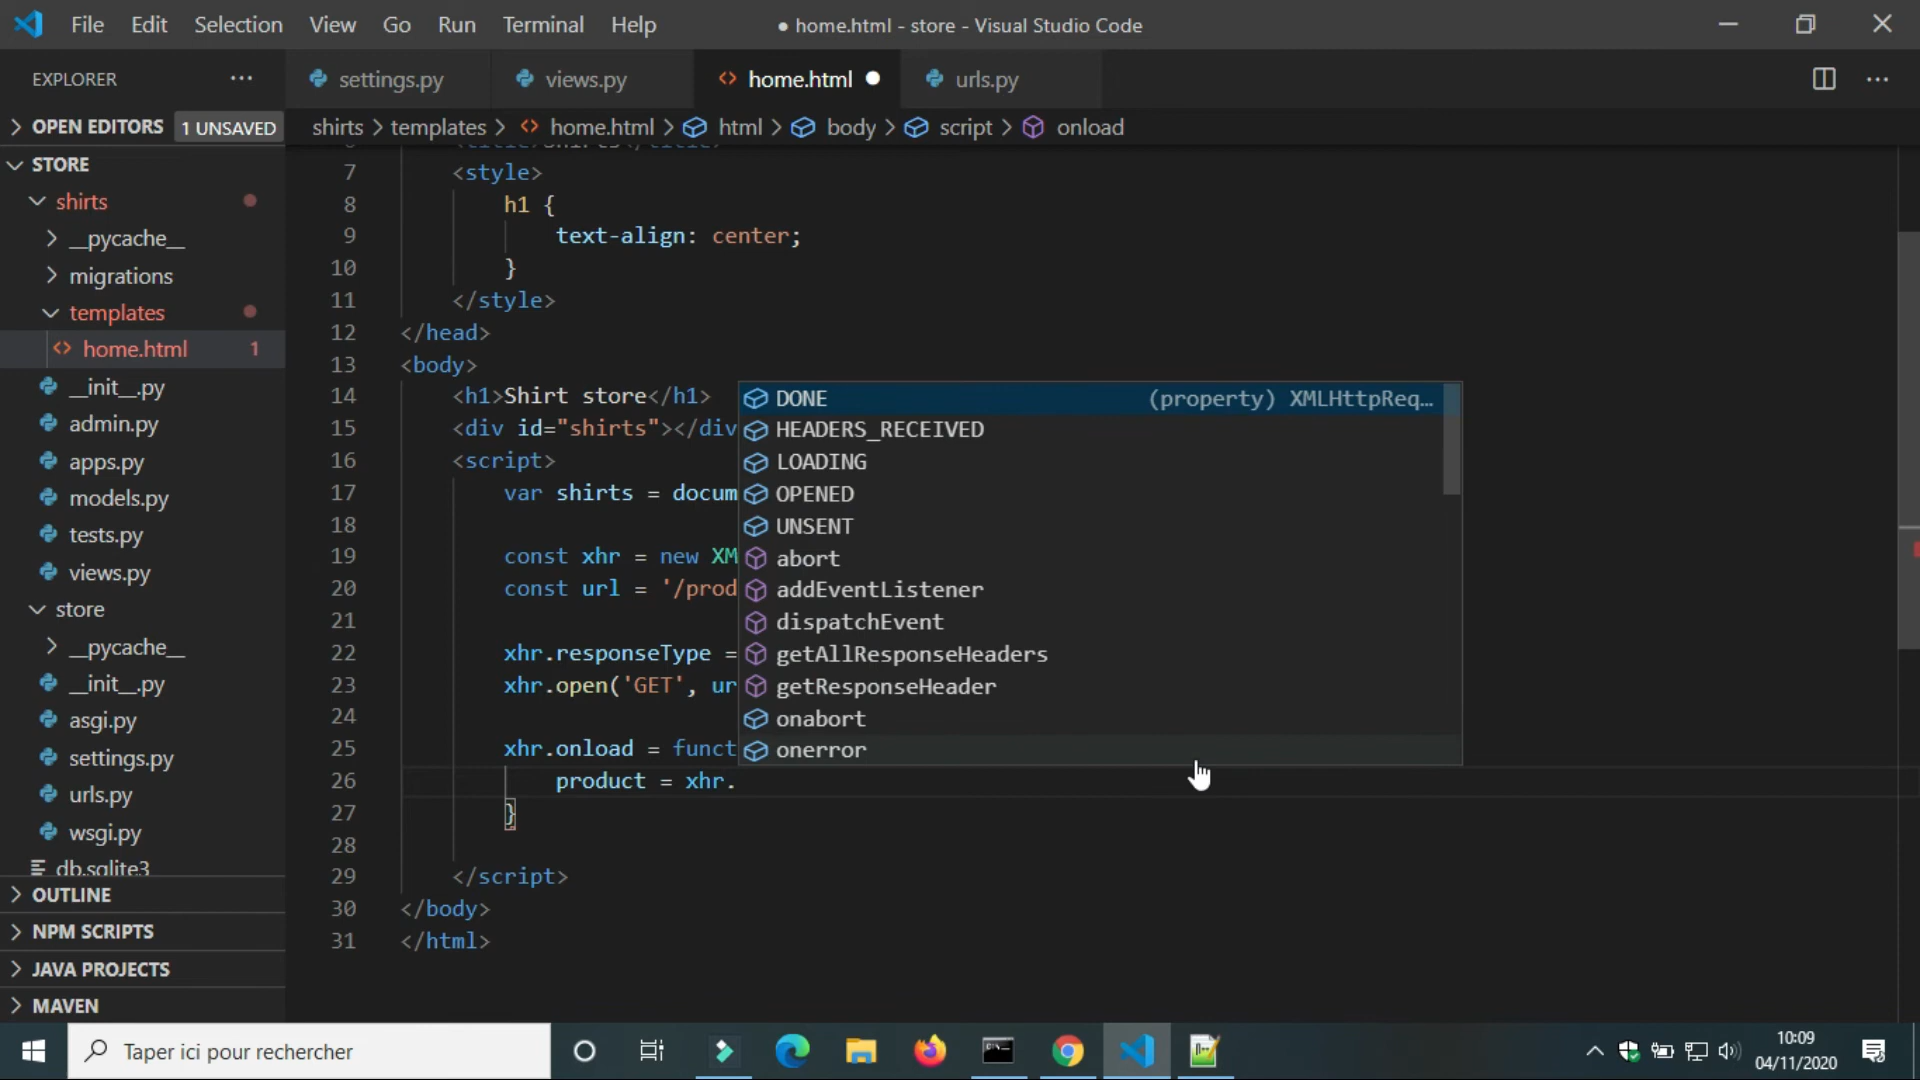 File Edit Selection View Go Run Terminal Help
● home.html - store - Visual Studio Code
EXPLORER ···
settings.py
views.py
home.html ●
urls.py
···
OPEN EDITORS 1 UNSAVED
shirts > templates > <> home.html > html > body > script > onload
STORE
shirts
__pycache__
migrations
templates
<> home.html 1
__init__.py
admin.py
apps.py
models.py
tests.py
views.py
store
__pycache__
__init__.py
asgi.py
settings.py
urls.py
wsgi.py
db.sqlite3
OUTLINE
NPM SCRIPTS
JAVA PROJECTS
MAVEN
7 <style>
8 h1 {
9 text-align: center;
10 }
11 </style>
12 </head>
13 <body>
14 <h1>Shirt store</h1>
15 <div id="shirts"></div
16 <script>
17 var shirts = docum
18
19 const xhr = new XM
20 const url = '/prod
21
22 xhr.responseType =
23 xhr.open('GET', ur
24
25 xhr.onload = funct
26 product = xhr.
27 }
28
29 </script>
30 </body>
31 </html>
DONE (property) XMLHttpReq…
HEADERS_RECEIVED
LOADING
OPENED
UNSENT
abort
addEventListener
dispatchEvent
getAllResponseHeaders
getResponseHeader
onabort
onerror
Taper ici pour rechercher
10:09
04/11/2020